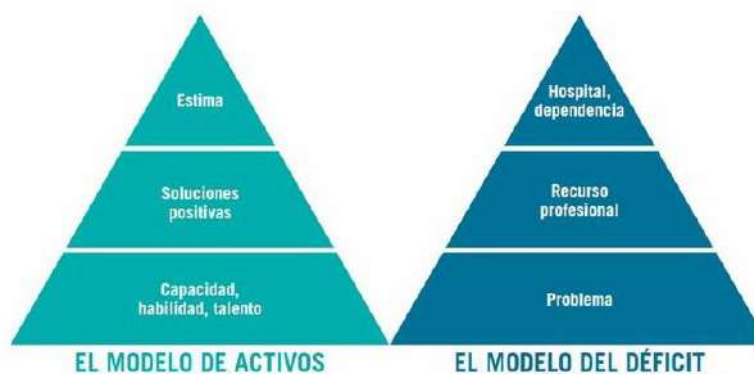 Estima
Soluciones
positivas
Capacidad,
habilidad, talento
EL MODELO DE ACTIVOS
Hospital,
dependencia
Recurso
profesional
Problema
EL MODELO DEL DÉFICIT